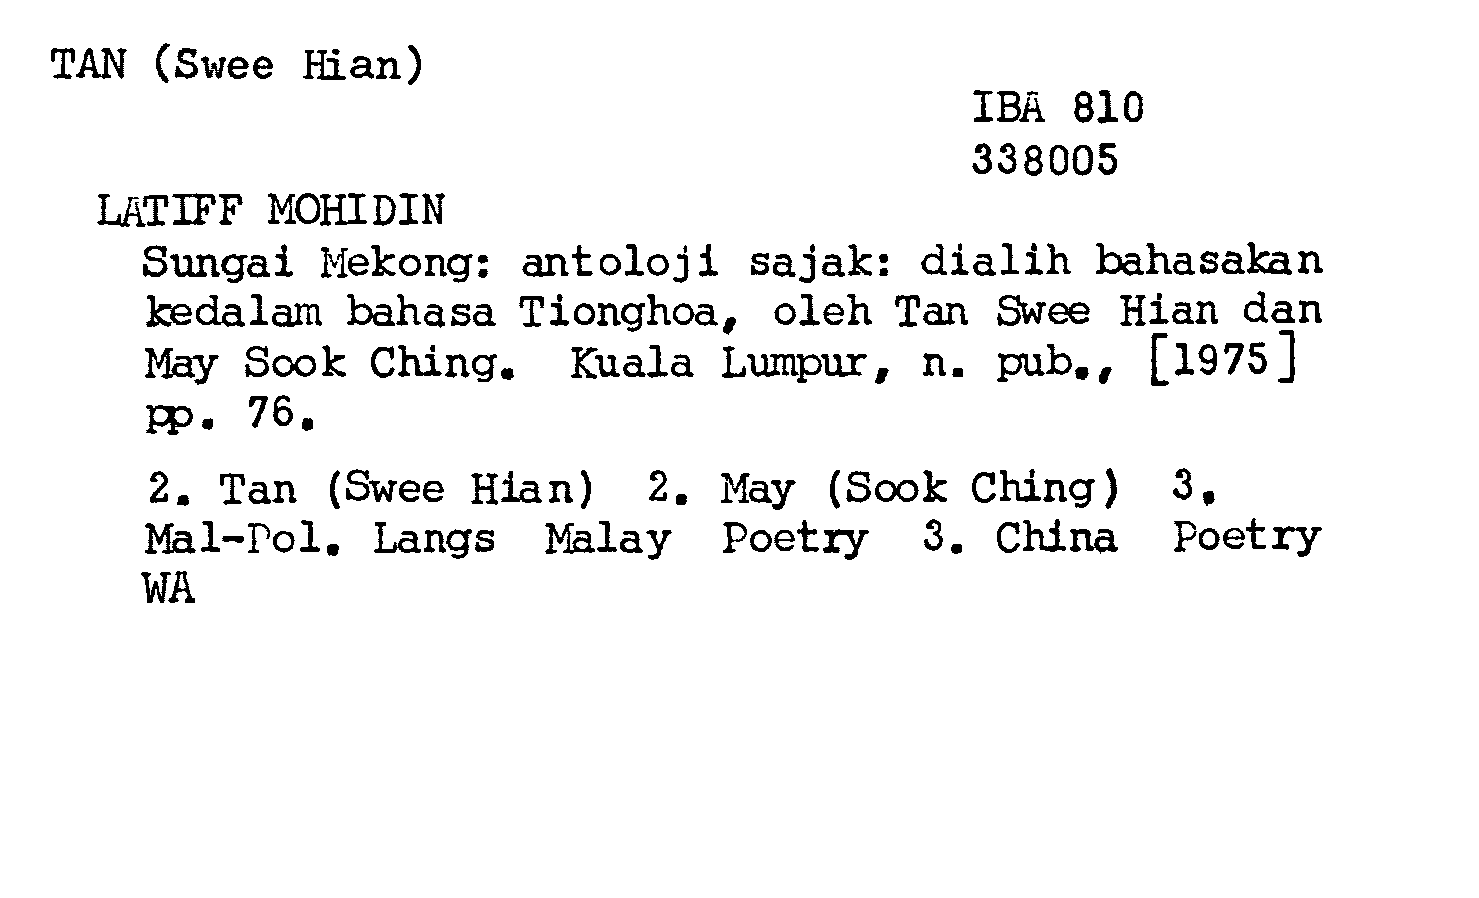 TAN (Swee Hian)
IBA 810
338005
LATIFF MOHIDIN
Sungai Mekong: antoloji sajak: dialih bahasakan
kedalam bahasa Tionghoa, oleh Tan Swee Hian dan
May Sook Ching. Kuala Lumpur, n. pub., [1975]
pp. 76.
2. Tan (Swee Hian) 2. May (Sook Ching) 3.
Mal-Pol. Langs Malay Poetry 3. China Poetry
WA